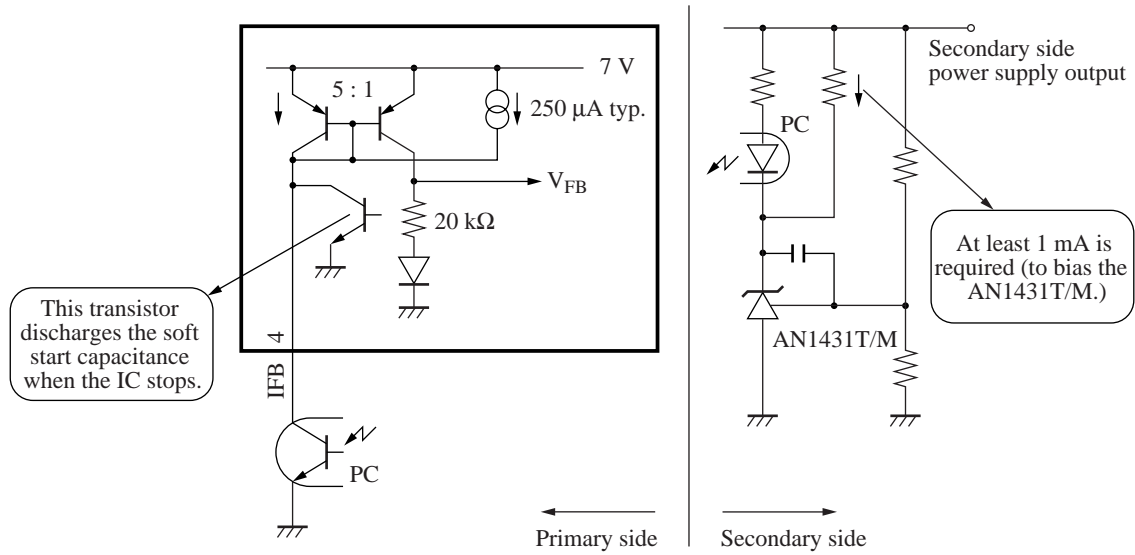 7 V
5 : 1
250 μA typ.
VFB
20 kΩ
This transistor
discharges the soft
start capacitance
when the IC stops.
4
IFB
PC
Primary side
Secondary side
power supply output
PC
At least 1 mA is
required (to bias the
AN1431T/M.)
AN1431T/M
Secondary side